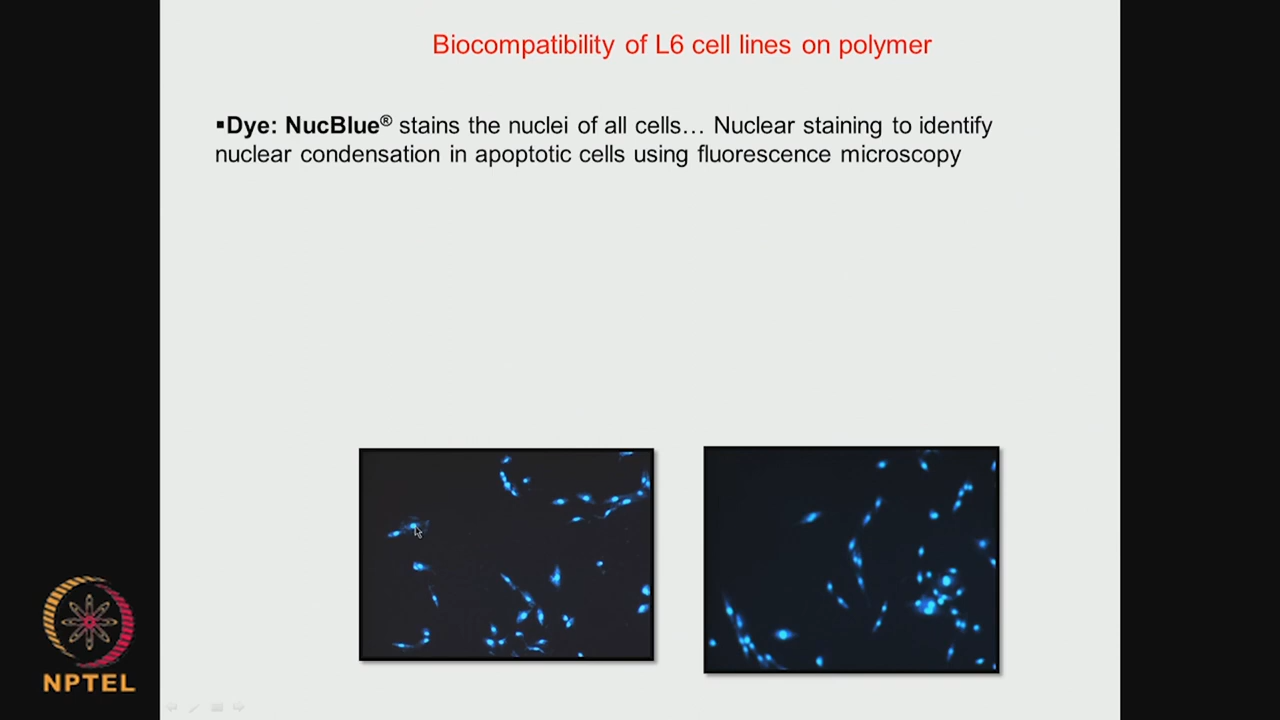 Biocompatibility of L6 cell lines on polymer
▪Dye: NucBlue® stains the nuclei of all cells... Nuclear staining to identify
nuclear condensation in apoptotic cells using fluorescence microscopy
NPTEL